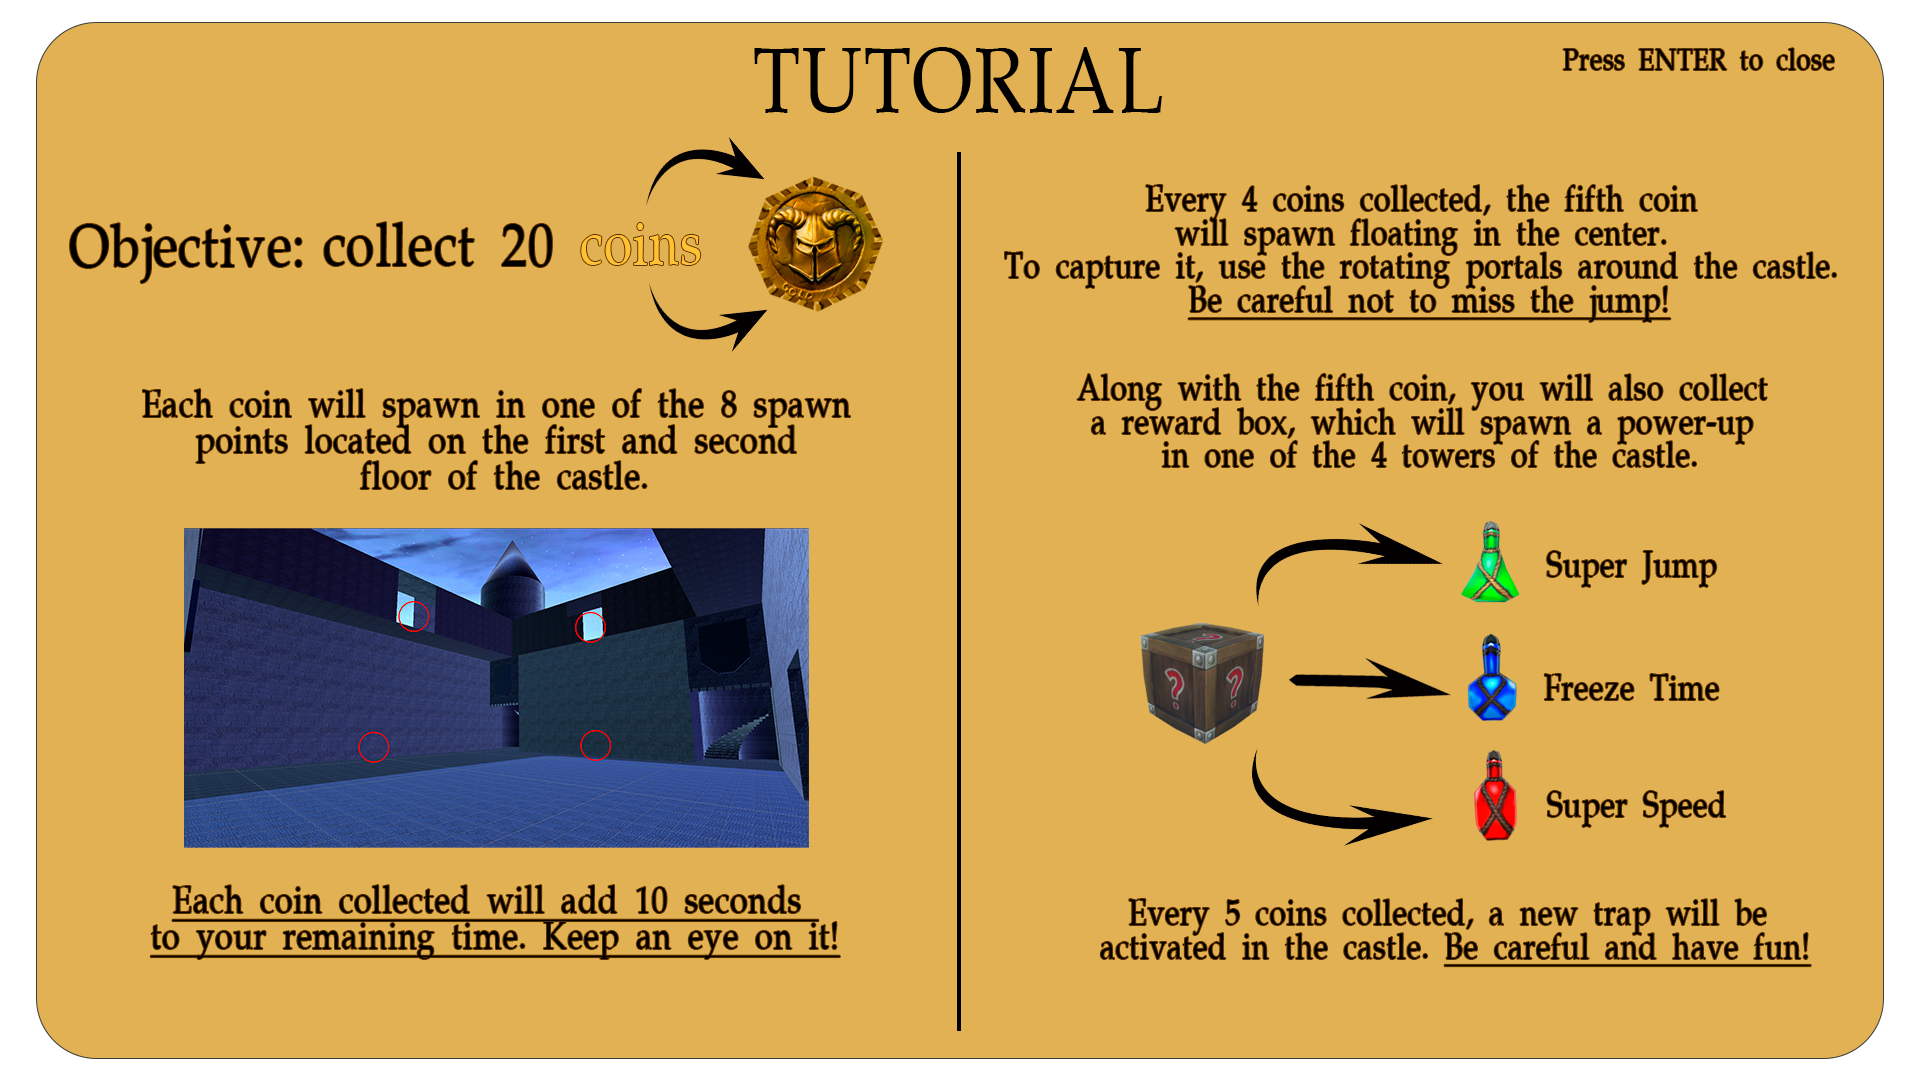 TUTORIAL
Press ENTER to close
Objective: collect 20 coins
GOLD
Each coin will spawn in one of the 8 spawn
points located on the first and second
floor of the castle.
Each coin collected will add 10 seconds
to your remaining time. Keep an eye on it!
Every 4 coins collected, the fifth coin
will spawn floating in the center.
To capture it, use the rotating portals around the castle.
Be careful not to miss the jump!
Along with the fifth coin, you will also collect
a reward box, which will spawn a power-up
in one of the 4 towers of the castle.
? ? ?
Super Jump
Freeze Time
Super Speed
Every 5 coins collected, a new trap will be
activated in the castle. Be careful and have fun!